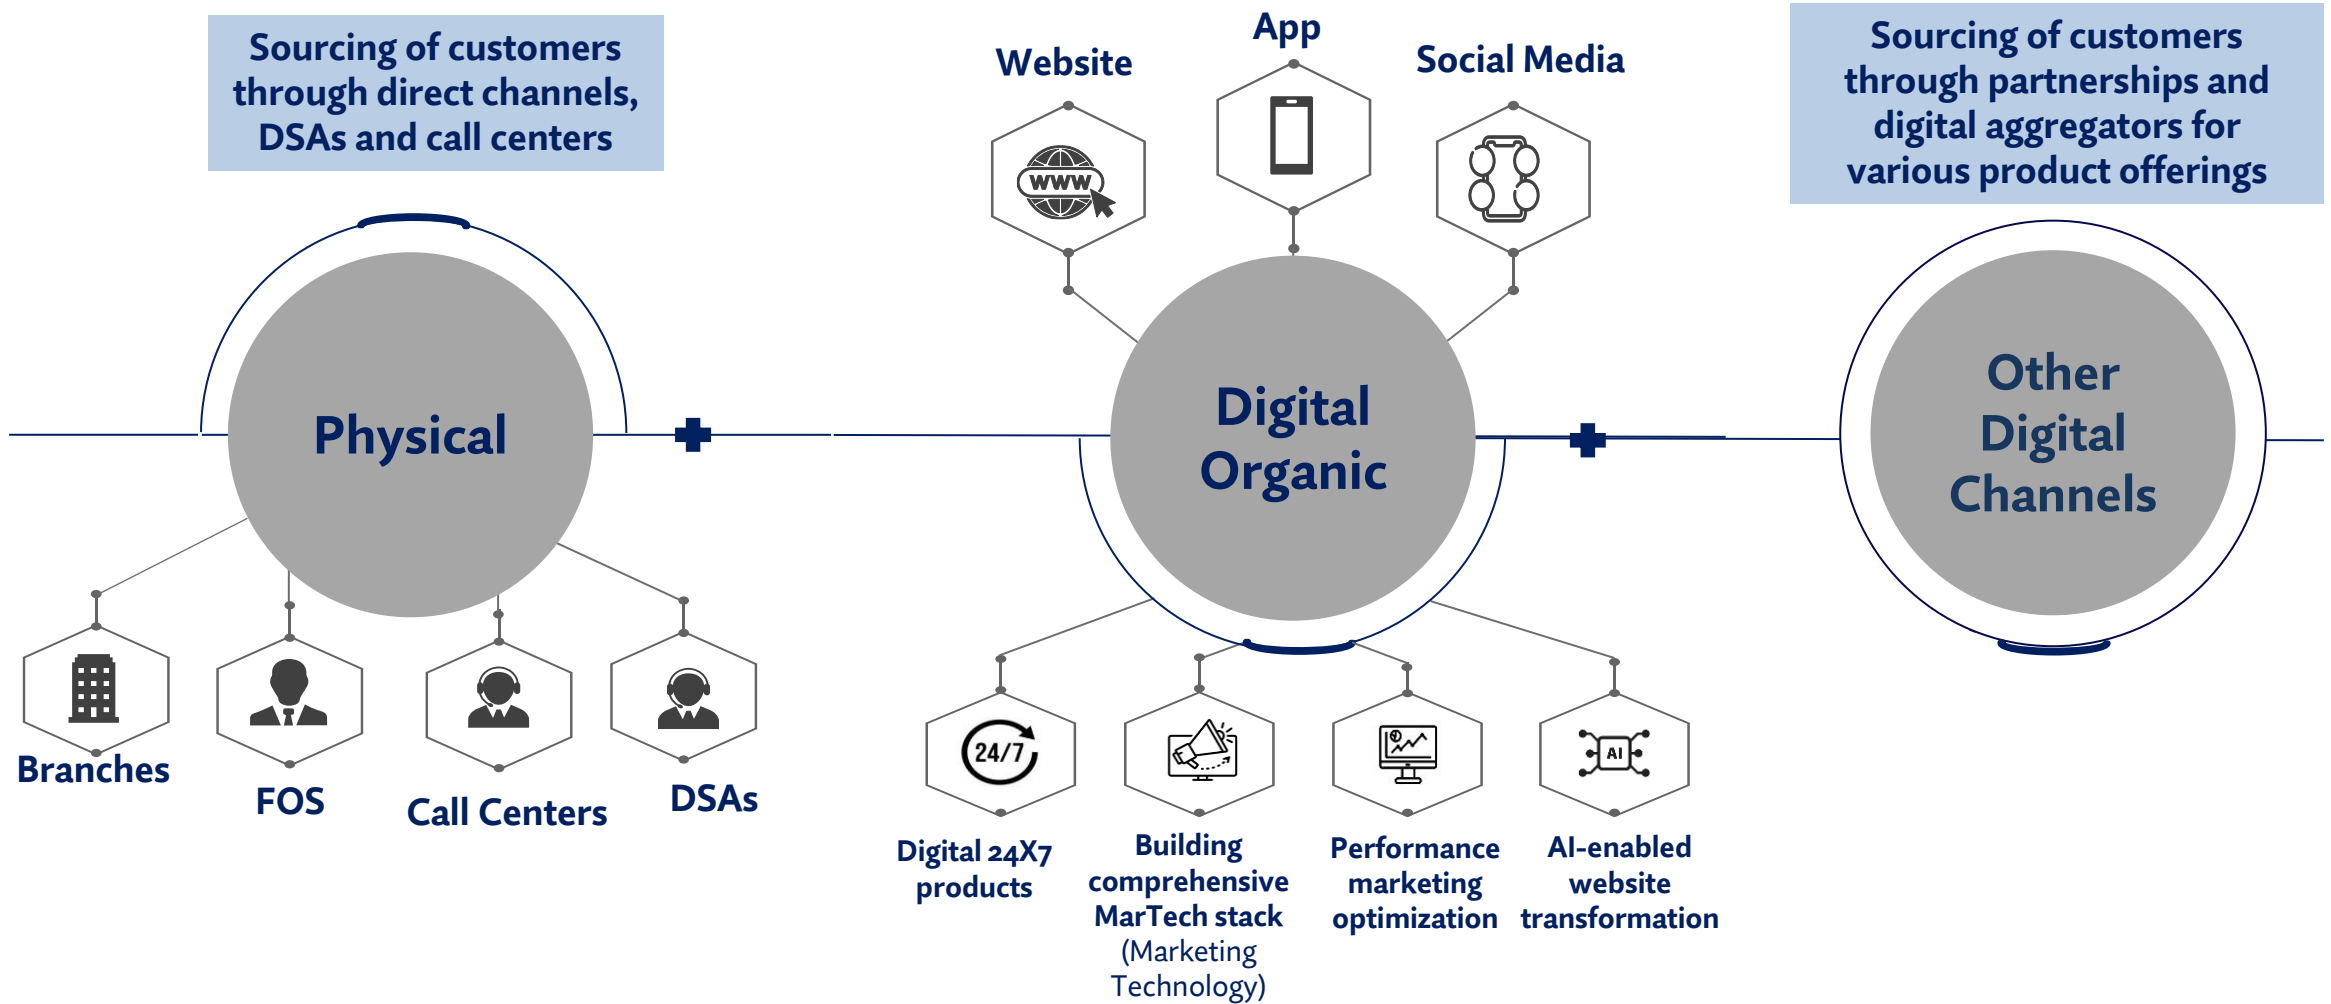 Sourcing of customers
through direct channels,
DSAs and call centers
Physical
Branches
FOS
Call Centers
DSAs
Website
App
Social Media
www
Digital
Organic
24/7
AI
Digital 24X7
products
Building
comprehensive
MarTech stack
(Marketing
Technology)
Performance
marketing
optimization
AI-enabled
website
transformation
Sourcing of customers
through partnerships and
digital aggregators for
various product offerings
Other
Digital
Channels